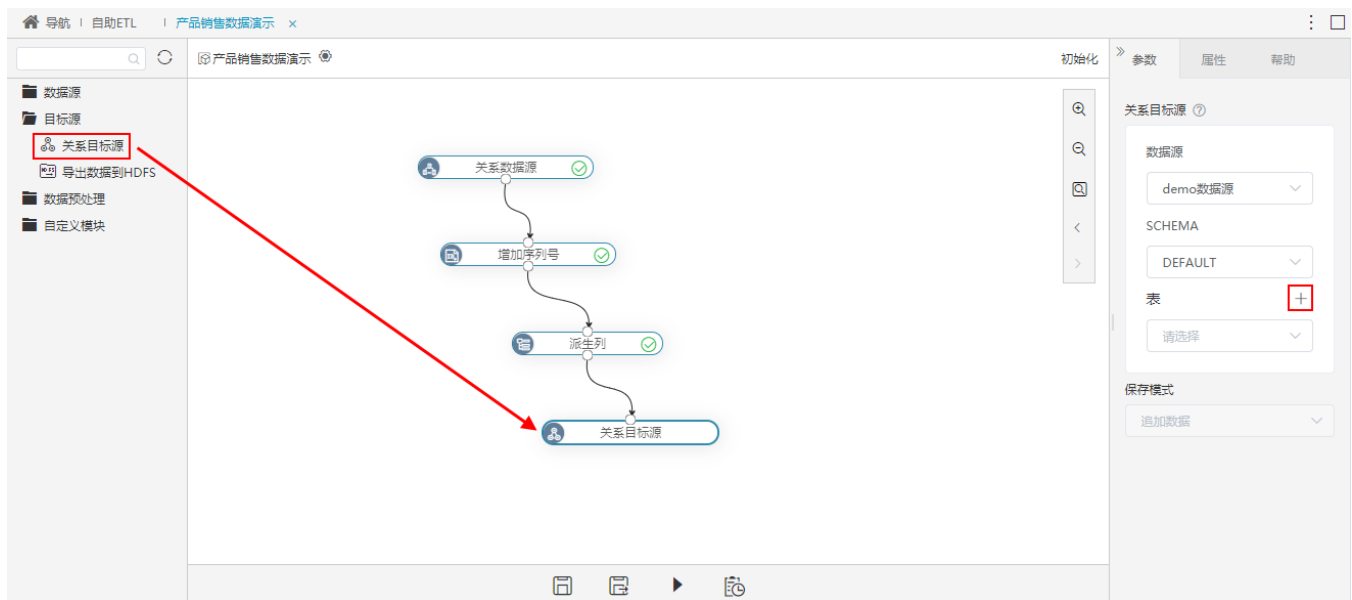 导航 自助ETL 产品销售数据演示 ×
产品销售数据演示 初始化
参数 属性 帮助
数据源
目标源
关系目标源
导出数据到HDFS
数据预处理
自定义模块
关系数据源
增加序列号
派生列
关系目标源
关系目标源
数据源
demo数据源
SCHEMA
DEFAULT
表
请选择
保存模式
追加数据